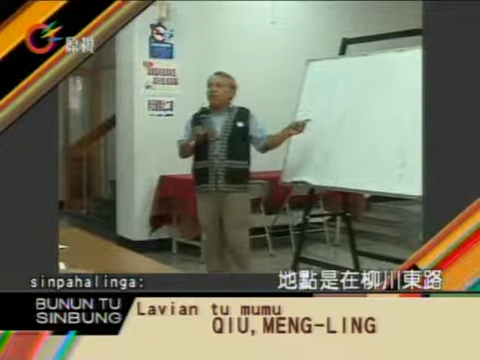 原視
sinpahalinga:
地點是在柳川東路
BUNUN TU
SINBUNG
Lavian tu mumu
QIU, MENG-LING